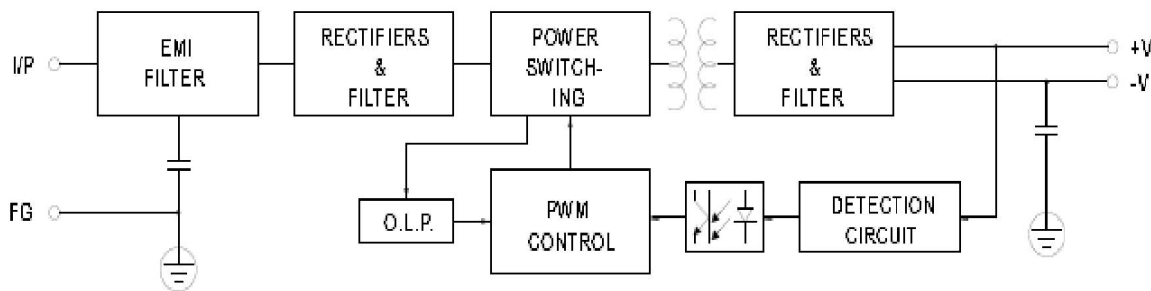 I/P
EMI
FILTER
RECTIFIERS
&
FILTER
POWER
SWITCH-
ING
RECTIFIERS
&
FILTER
+V
-V
FG
O.L.P.
PWM
CONTROL
DETECTION
CIRCUIT